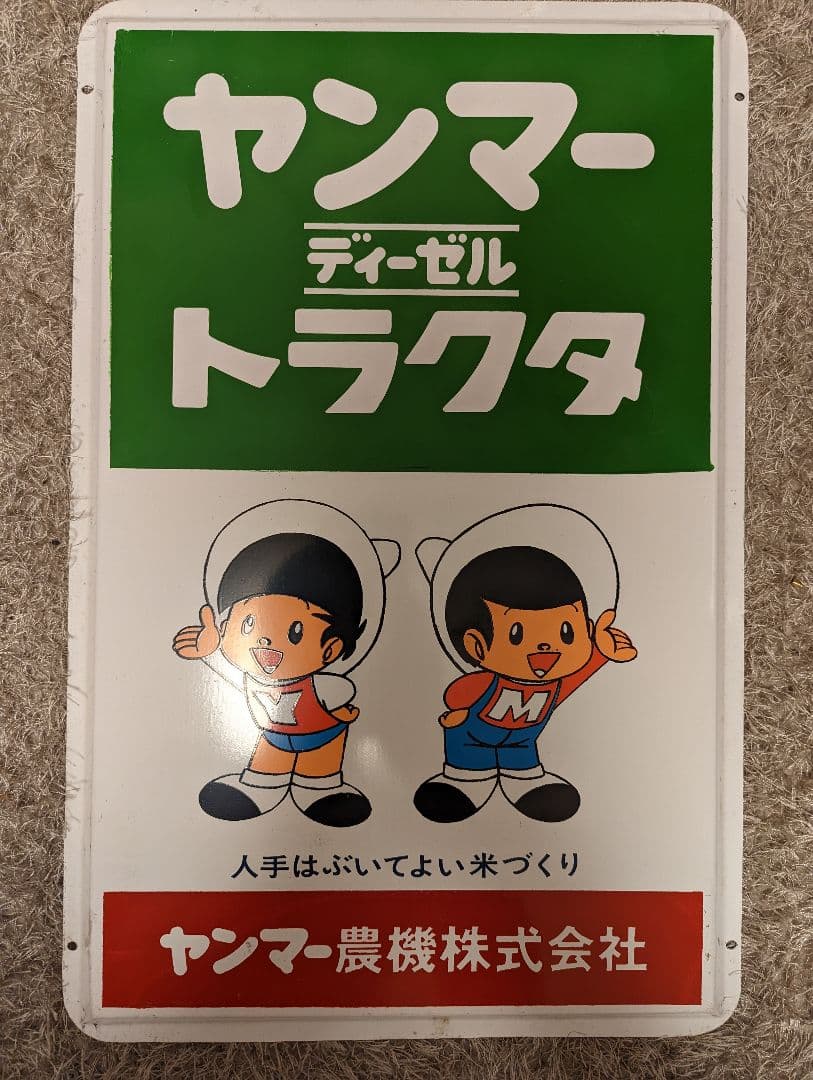 ヤンマー
ディーゼル
トラクタ
Y
M
人手はぶいてよい米づくり
ヤンマー農機株式会社